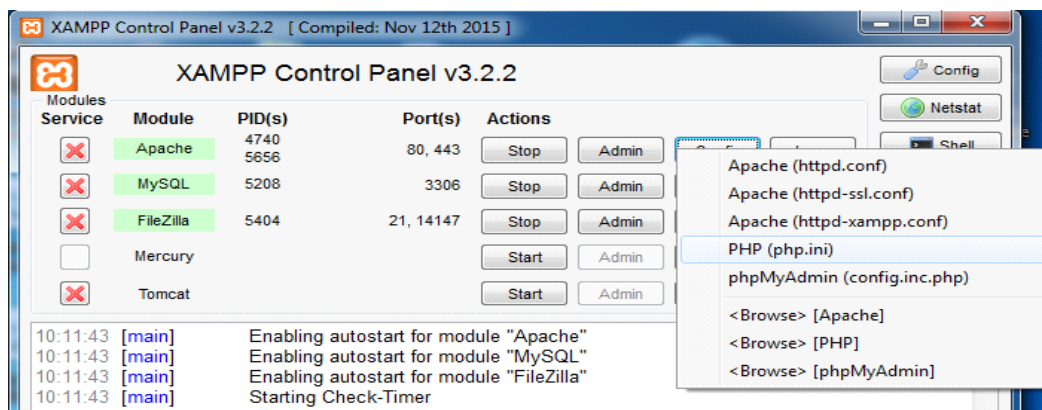 XAMPP Control Panel v3.2.2 [ Compiled: Nov 12th 2015 ]
XAMPP Control Panel v3.2.2
Config
Modules
Netstat
Service Module PID(s) Port(s) Actions
Shell
Apache 4740 80, 443 Stop Admin
5656
MySQL 5208 3306 Stop Admin
FileZilla 5404 21, 14147 Stop Admin
Mercury Start Admin
Tomcat Start Admin
Apache (httpd.conf)
Apache (httpd-ssl.conf)
Apache (httpd-xampp.conf)
PHP (php.ini)
phpMyAdmin (config.inc.php)
<Browse> [Apache]
<Browse> [PHP]
<Browse> [phpMyAdmin]
10:11:43 [main] Enabling autostart for module "Apache"
10:11:43 [main] Enabling autostart for module "MySQL"
10:11:43 [main] Enabling autostart for module "FileZilla"
10:11:43 [main] Starting Check-Timer